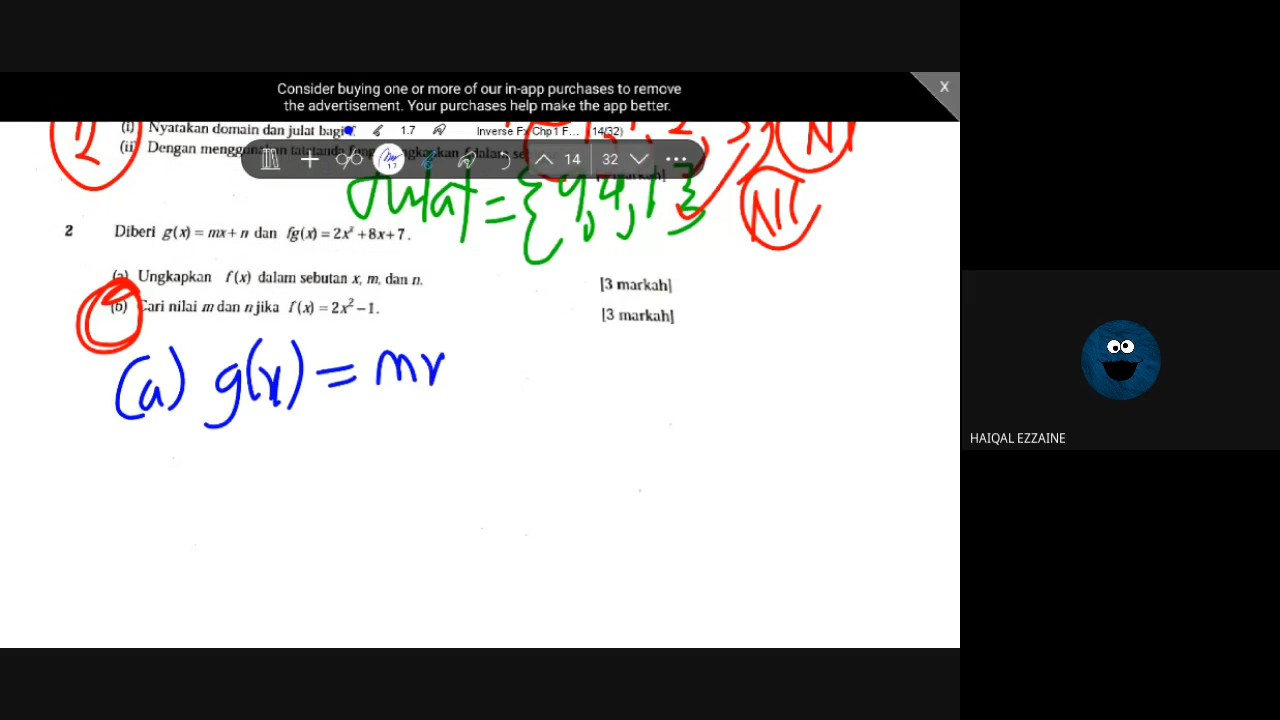 Consider buying one or more of our in-app purchases to remove
the advertisement. Your purchases help make the app better.
X
(i) Nyatakan domain dan julat bagi
1.7
Inverse Fx Chp1 F... (14/32)
(ii) Dengan
14
32
1.7
Julat = {9, 4, 1}
N1
2 Diberi g(x) = mx + n dan fg(x) = 2x² + 8x + 7.
(a) Ungkapkan f(x) dalam sebutan x, m, dan n. [3 markah]
(b) Cari nilai m dan n jika f(x) = 2x² − 1. [3 markah]
(a) g(x) = mx
HAIQAL EZZAINE